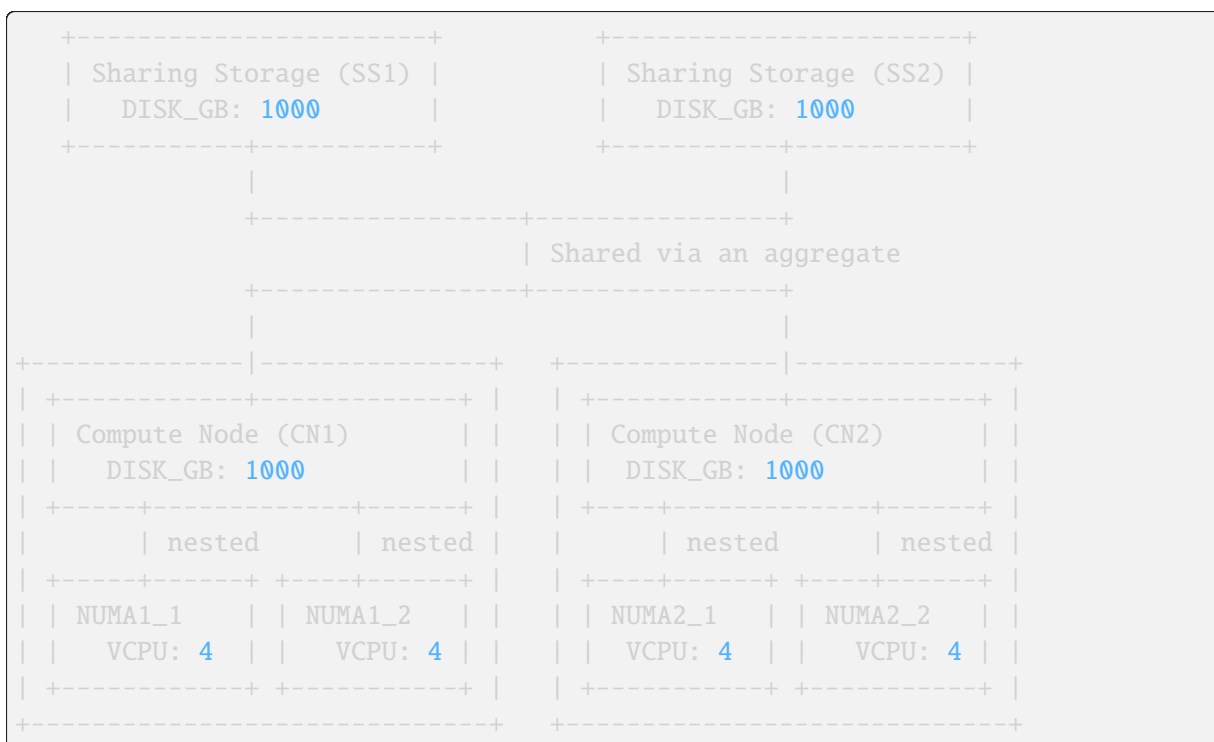 +-----------------------+          +-----------------------+
| Sharing Storage (SS1) |          | Sharing Storage (SS2) |
|   DISK_GB: 1000       |          |   DISK_GB: 1000       |
+-----------+-----------+          +-----------+-----------+
            |                                  |
            +-----------------+----------------+
                              | Shared via an aggregate
            +-----------------+----------------+
            |                                  |
+--------------|---------------+   +--------------|--------------+
| +------------+-------------+ |   | +------------+------------+ |
| | Compute Node (CN1)       | |   | | Compute Node (CN2)      | |
| |   DISK_GB: 1000          | |   | |  DISK_GB: 1000          | |
| +-----+-------------+------+ |   | +----+-------------+------+ |
|       | nested      | nested |   |      | nested      | nested |
| +-----+------+ +----+------+ |   | +----+------+ +----+------+ |
| | NUMA1_1    | | NUMA1_2   | |   | | NUMA2_1   | | NUMA2_2   | |
| |   VCPU: 4  | |   VCPU: 4 | |   | |  VCPU: 4  | |   VCPU: 4 | |
| +------------+ +-----------+ |   | +-----------+ +-----------+ |
+------------------------------+   +-----------------------------+